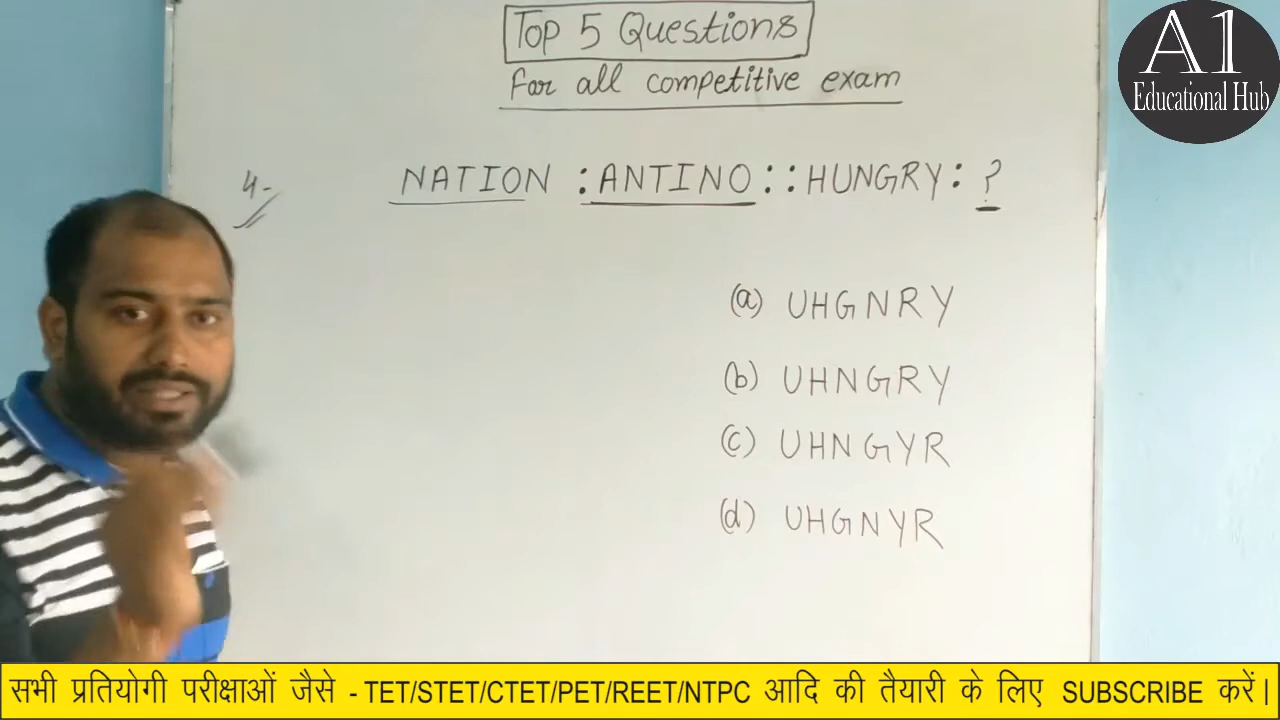 Top 5 Questions
For all competitive exam
A1
Educational Hub
4- NATION : ANTINO :: HUNGRY : ?
(a) UHGNRY
(b) UHNGRY
(c) UHNGYR
(d) UHGNYR
सभी प्रतियोगी परीक्षाओं जैसे - TET/STET/CTET/PET/REET/NTPC आदि की तैयारी के लिए SUBSCRIBE करें |